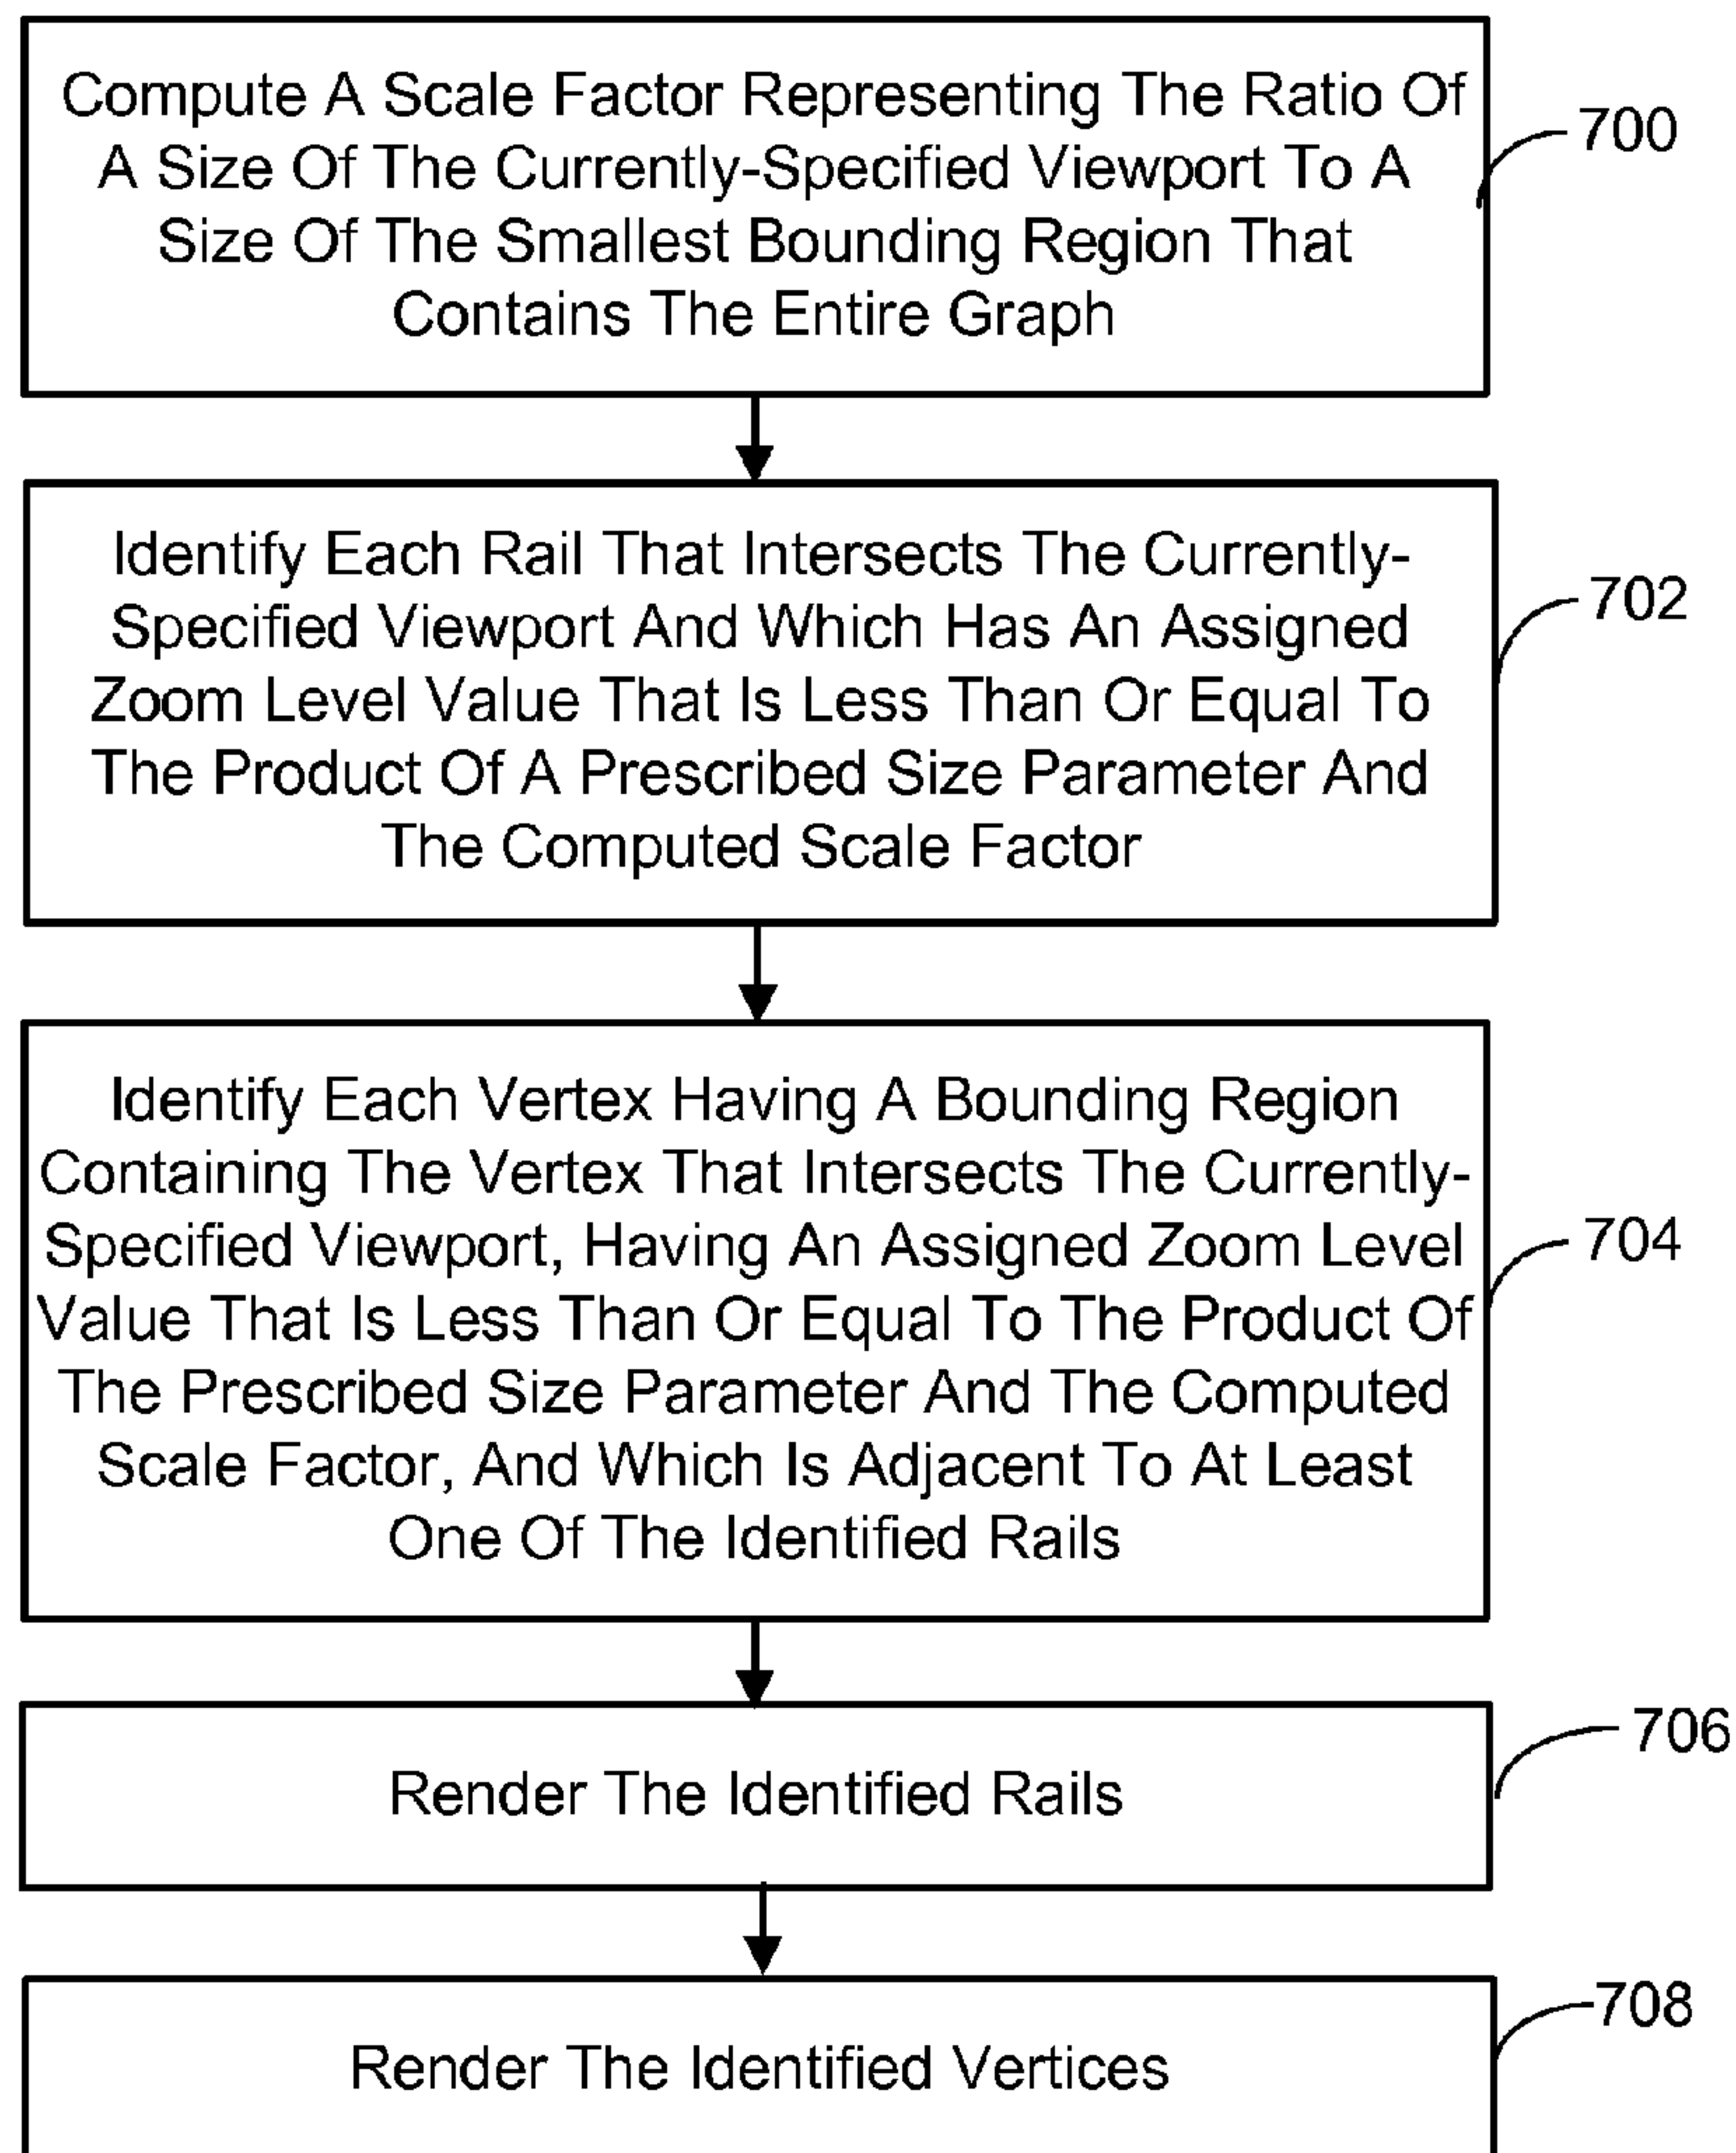 Compute A Scale Factor Representing The Ratio Of
A Size Of The Currently-Specified Viewport To A
Size Of The Smallest Bounding Region That
Contains The Entire Graph
700
Identify Each Rail That Intersects The Currently-
Specified Viewport And Which Has An Assigned
Zoom Level Value That Is Less Than Or Equal To
The Product Of A Prescribed Size Parameter And
The Computed Scale Factor
702
Identify Each Vertex Having A Bounding Region
Containing The Vertex That Intersects The Currently-
Specified Viewport, Having An Assigned Zoom Level
Value That Is Less Than Or Equal To The Product Of
The Prescribed Size Parameter And The Computed
Scale Factor, And Which Is Adjacent To At Least
One Of The Identified Rails
704
Render The Identified Rails
706
Render The Identified Vertices
708